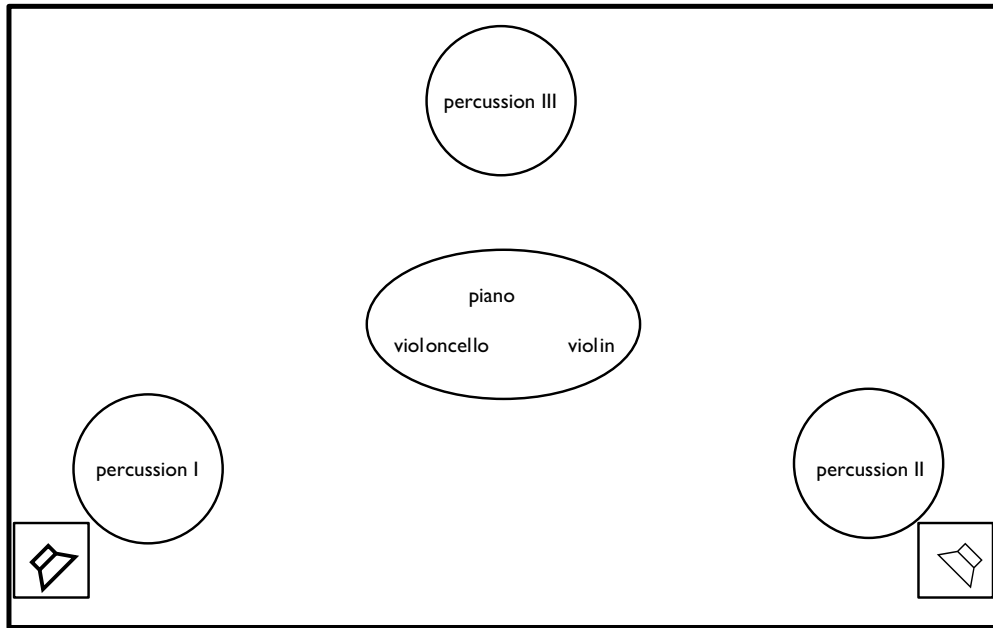 percussion III
piano
violoncello violin
percussion I
percussion II